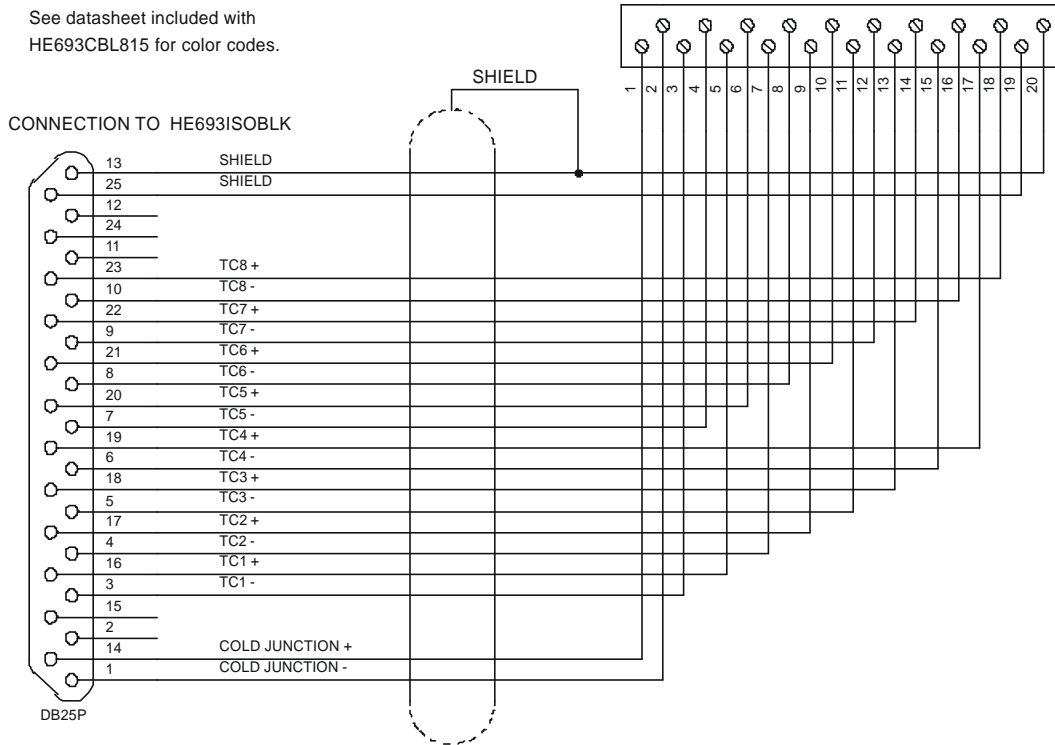 See datasheet included with
HE693CBL815 for color codes.
SHIELD
1 2 3 4 5 6 7 8 9 10 11 12 13 14 15 16 17 18 19 20
CONNECTION TO HE693ISOBLK
13 SHIELD
25 SHIELD
12
24
11
23 TC8 +
10 TC8 -
22 TC7 +
9 TC7 -
21 TC6 +
8 TC6 -
20 TC5 +
7 TC5 -
19 TC4 +
6 TC4 -
18 TC3 +
5 TC3 -
17 TC2 +
4 TC2 -
16 TC1 +
3 TC1 -
15
2
14 COLD JUNCTION +
1 COLD JUNCTION -
DB25P